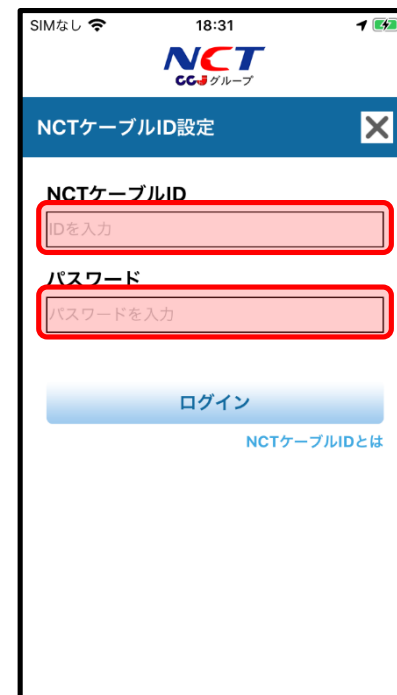 SIMなし 18:31
NCT
CCJグループ
NCTケーブルID設定
NCTケーブルID
IDを入力
パスワード
パスワードを入力
ログイン
NCTケーブルIDとは